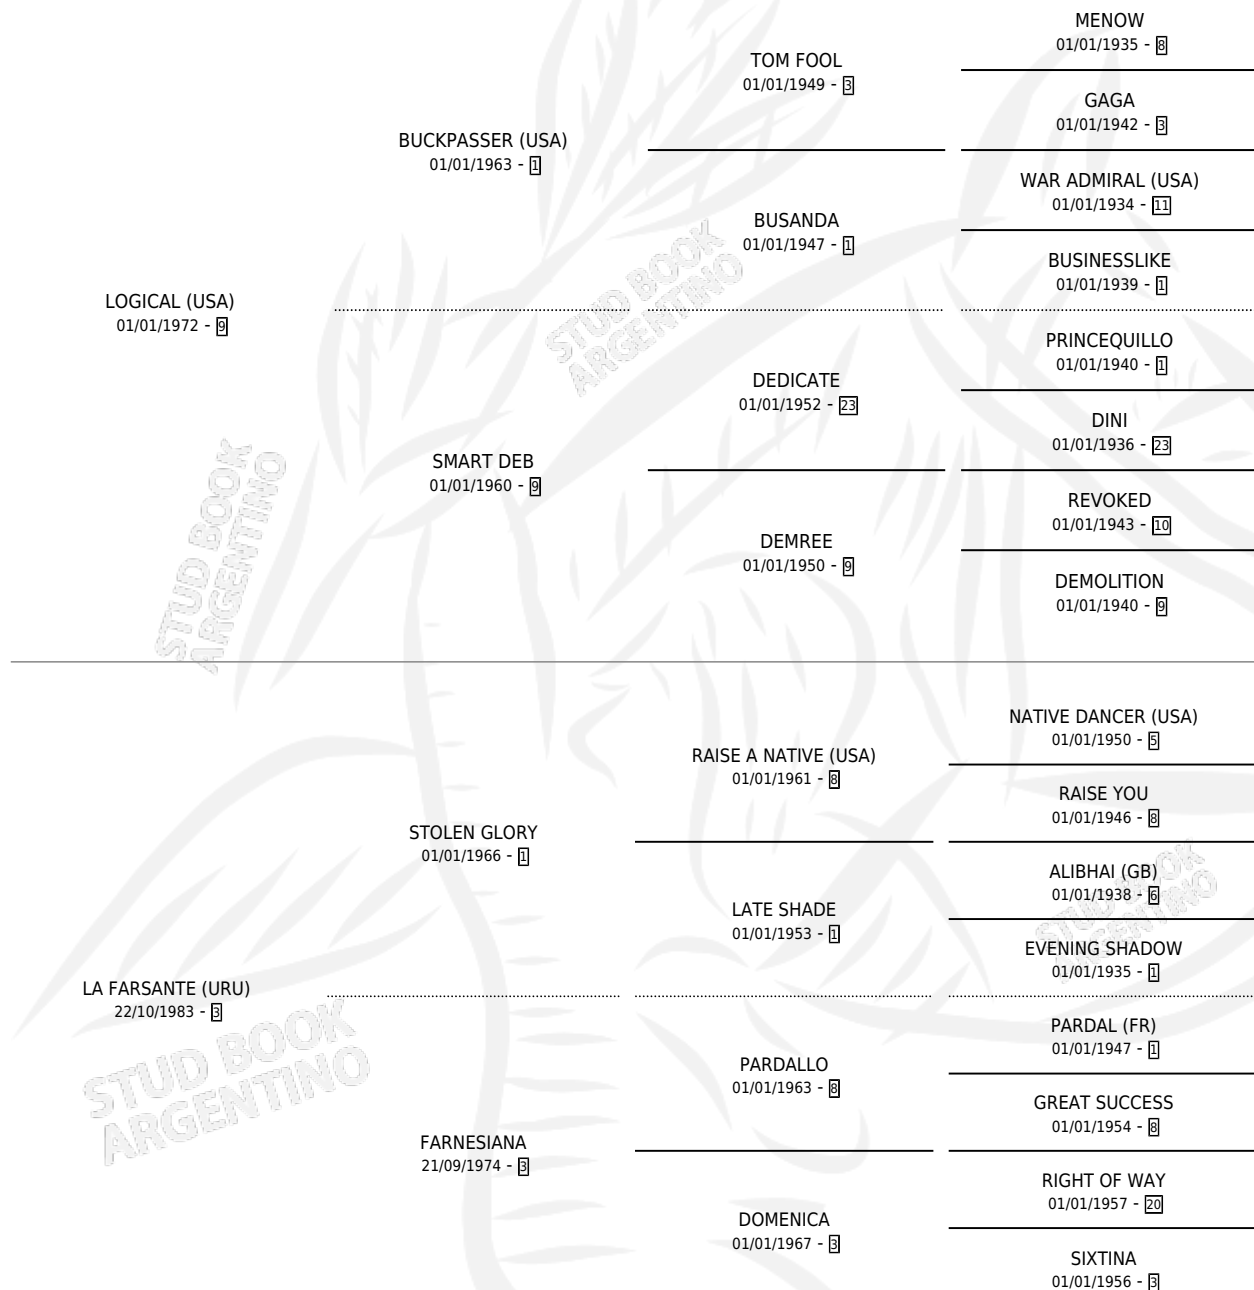 MENOW
01/01/1935 - 8
TOM FOOL
01/01/1949 - 3
GAGA
01/01/1942 - 3
BUCKPASSER (USA)
01/01/1963 - 1
WAR ADMIRAL (USA)
01/01/1934 - 11
BUSANDA
01/01/1947 - 1
BUSINESSLIKE
01/01/1939 - 1
LOGICAL (USA)
01/01/1972 - 9
PRINCEQUILLO
01/01/1940 - 1
DEDICATE
01/01/1952 - 23
DINI
01/01/1936 - 23
SMART DEB
01/01/1960 - 9
REVOKED
01/01/1943 - 10
DEMREE
01/01/1950 - 9
DEMOLITION
01/01/1940 - 9
NATIVE DANCER (USA)
01/01/1950 - 5
RAISE A NATIVE (USA)
01/01/1961 - 8
RAISE YOU
01/01/1946 - 8
STOLEN GLORY
01/01/1966 - 1
ALIBHAI (GB)
01/01/1938 - 6
LATE SHADE
01/01/1953 - 1
EVENING SHADOW
01/01/1935 - 1
LA FARSANTE (URU)
22/10/1983 - 3
PARDAL (FR)
01/01/1947 - 1
PARDALLO
01/01/1963 - 8
GREAT SUCCESS
01/01/1954 - 8
FARNESIANA
21/09/1974 - 3
RIGHT OF WAY
01/01/1957 - 20
DOMENICA
01/01/1967 - 3
SIXTINA
01/01/1956 - 3
STUD BOOK
ARGENTINO
STUD BOOK
ARGENTINO
STUD BOOK
ARGENTINO
STUD BOOK
ARGENTINO